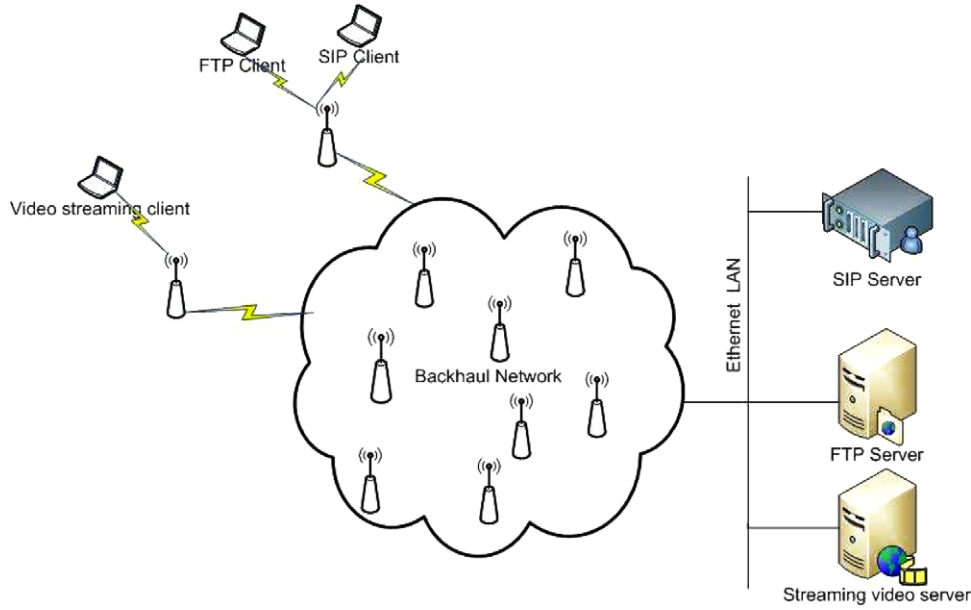 FTP Client
SIP Client
Video streaming client
Backhaul Network
Ethernet LAN
SIP Server
FTP Server
Streaming video server